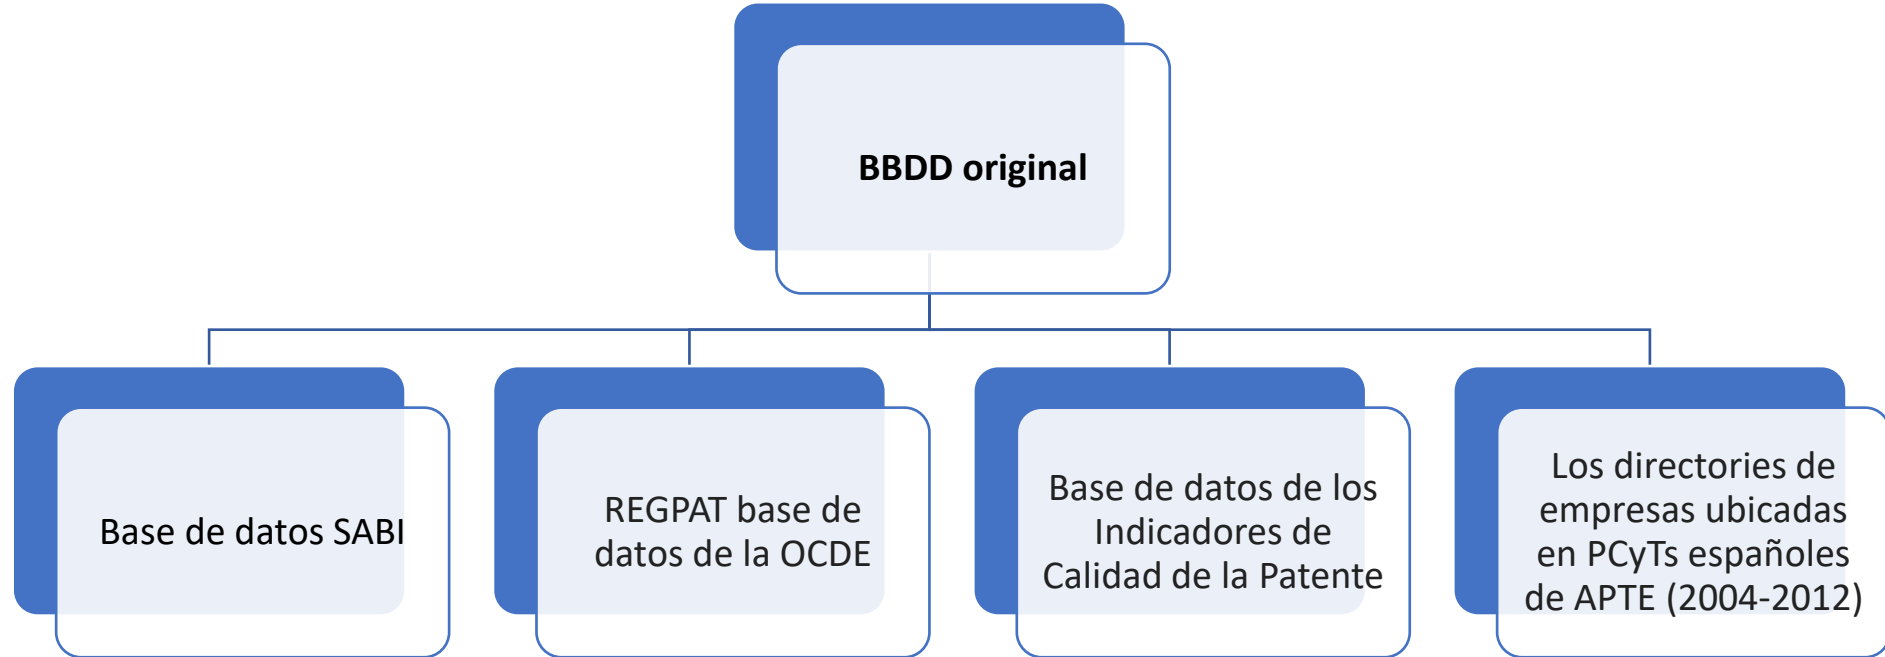 BBDD original
Base de datos SABI
REGPAT base de
datos de la OCDE
Base de datos de los
Indicadores de
Calidad de la Patente
Los directories de
empresas ubicadas
en PCyTs españoles
de APTE (2004-2012)